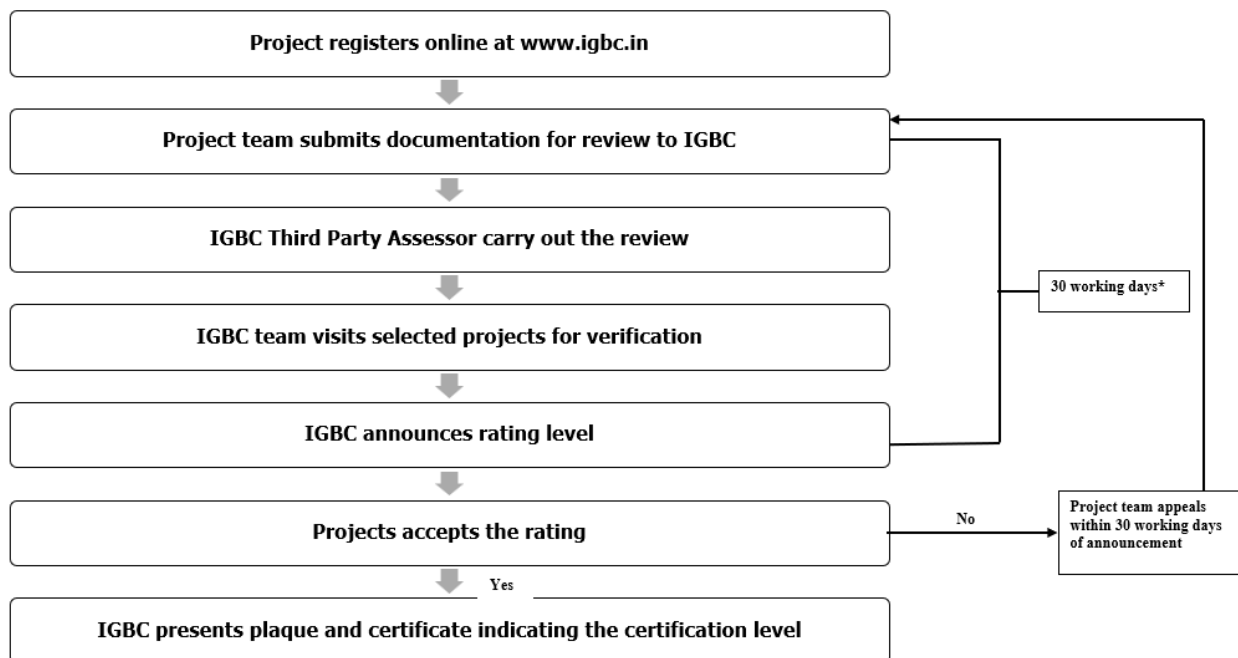 Project registers online at www.igbc.in
Project team submits documentation for review to IGBC
IGBC Third Party Assessor carry out the review
30 working days*
IGBC team visits selected projects for verification
IGBC announces rating level
Projects accepts the rating
No
Project team appeals
within 30 working days
of announcement
Yes
IGBC presents plaque and certificate indicating the certification level